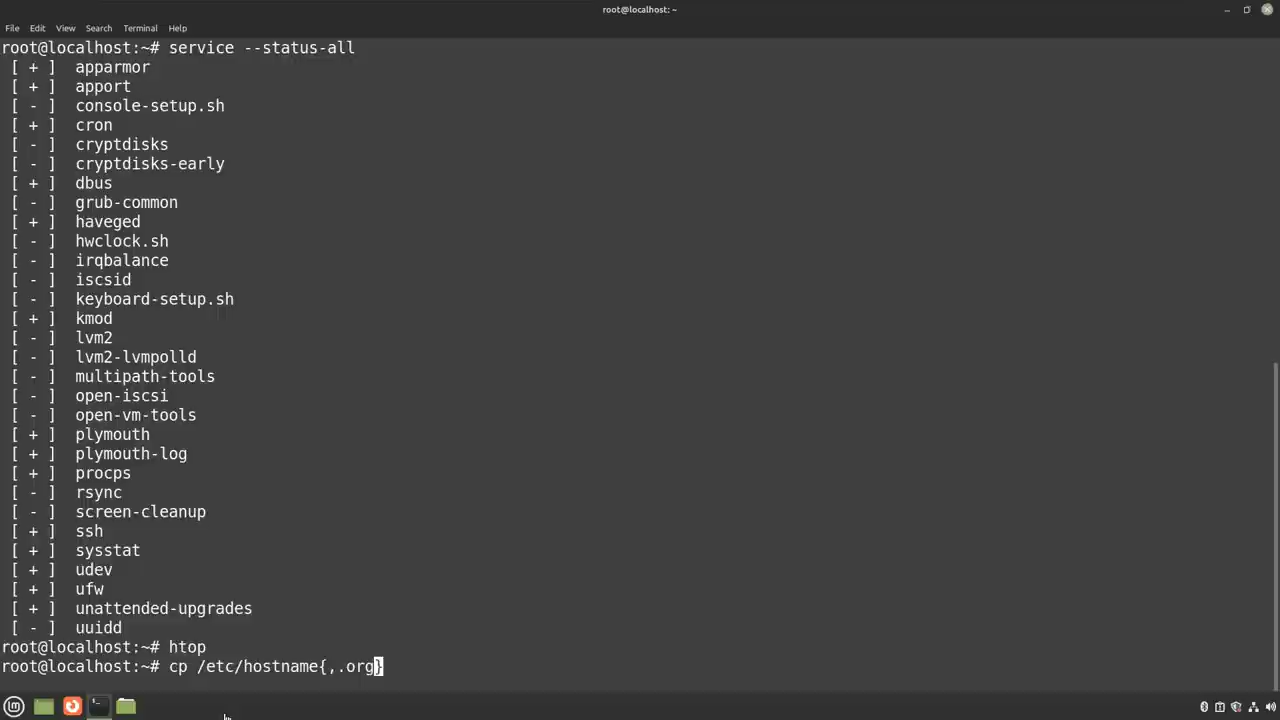 root@localhost: ~
File Edit View Search Terminal Help
root@localhost:~# service --status-all
[ + ] apparmor
[ + ] apport
[ - ] console-setup.sh
[ + ] cron
[ - ] cryptdisks
[ - ] cryptdisks-early
[ + ] dbus
[ - ] grub-common
[ + ] haveged
[ - ] hwclock.sh
[ - ] irqbalance
[ - ] iscsid
[ - ] keyboard-setup.sh
[ + ] kmod
[ - ] lvm2
[ - ] lvm2-lvmpolld
[ - ] multipath-tools
[ - ] open-iscsi
[ - ] open-vm-tools
[ + ] plymouth
[ + ] plymouth-log
[ + ] procps
[ - ] rsync
[ - ] screen-cleanup
[ + ] ssh
[ + ] sysstat
[ + ] udev
[ + ] ufw
[ + ] unattended-upgrades
[ - ] uuidd
root@localhost:~# htop
root@localhost:~# cp /etc/hostname{,.org}